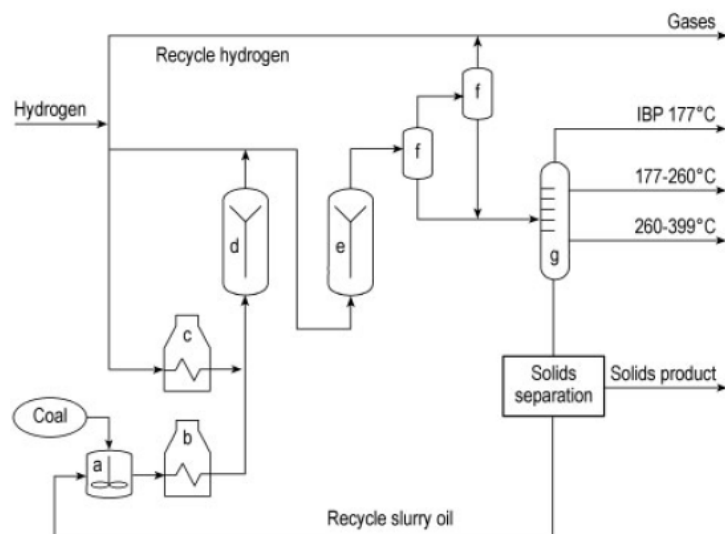 Gases
Recycle hydrogen
Hydrogen
IBP 177°C
177-260°C
260-399°C
f
f
d
e
g
c
Coal
a
b
Solids
separation
Solids product
Recycle slurry oil